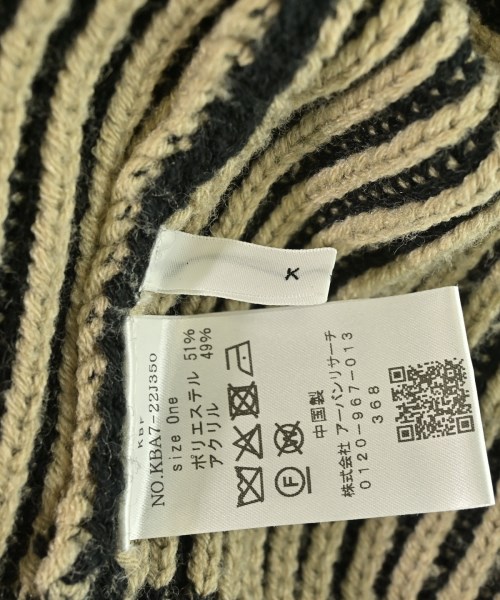 K
NO.KBA7-22J350
size One
ポリエステル 51%
アクリル 49%
F
中国製
株式会社 アーバンリサーチ
0120-967-013
368